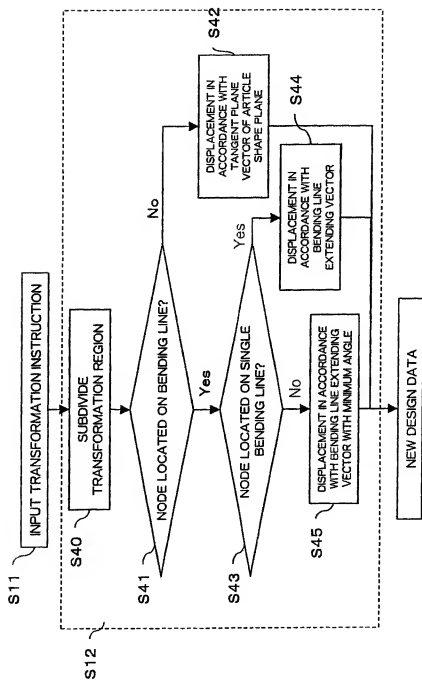 S11
INPUT TRANSFORMATION INSTRUCTION
S12
S40
SUBDIVIDE
TRANSFORMATION REGION
S41
NODE LOCATED ON BENDING LINE?
No
Yes
S42
DISPLACEMENT IN
ACCORDANCE WITH
TANGENT PLANE
VECTOR OF ARTICLE
SHAPE PLANE
S43
NODE LOCATED ON SINGLE
BENDING LINE?
Yes
No
S44
DISPLACEMENT IN
ACCORDANCE WITH
BENDING LINE
EXTENDING VECTOR
S45
DISPLACEMENT IN ACCORDANCE
WITH BENDING LINE EXTENDING
VECTOR WITH MINIMUM ANGLE
NEW DESIGN DATA